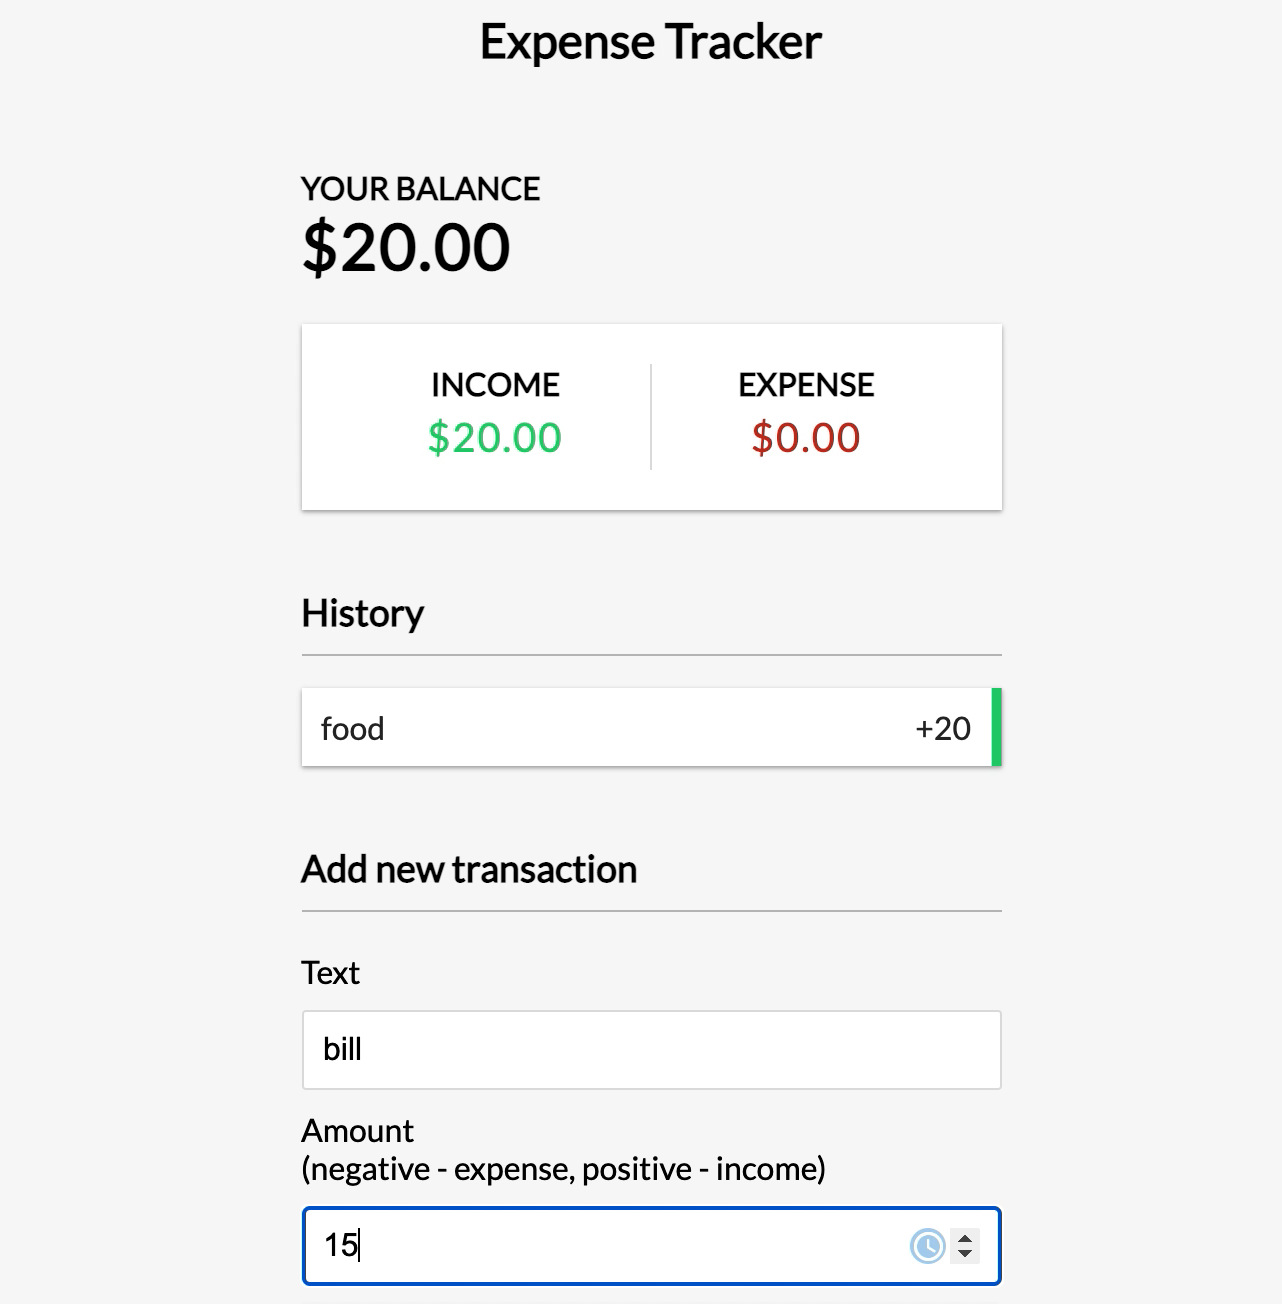 Expense Tracker
YOUR BALANCE
$20.00
INCOME
$20.00
EXPENSE
$0.00
History
food +20
Add new transaction
Text
bill
Amount
(negative - expense, positive - income)
15